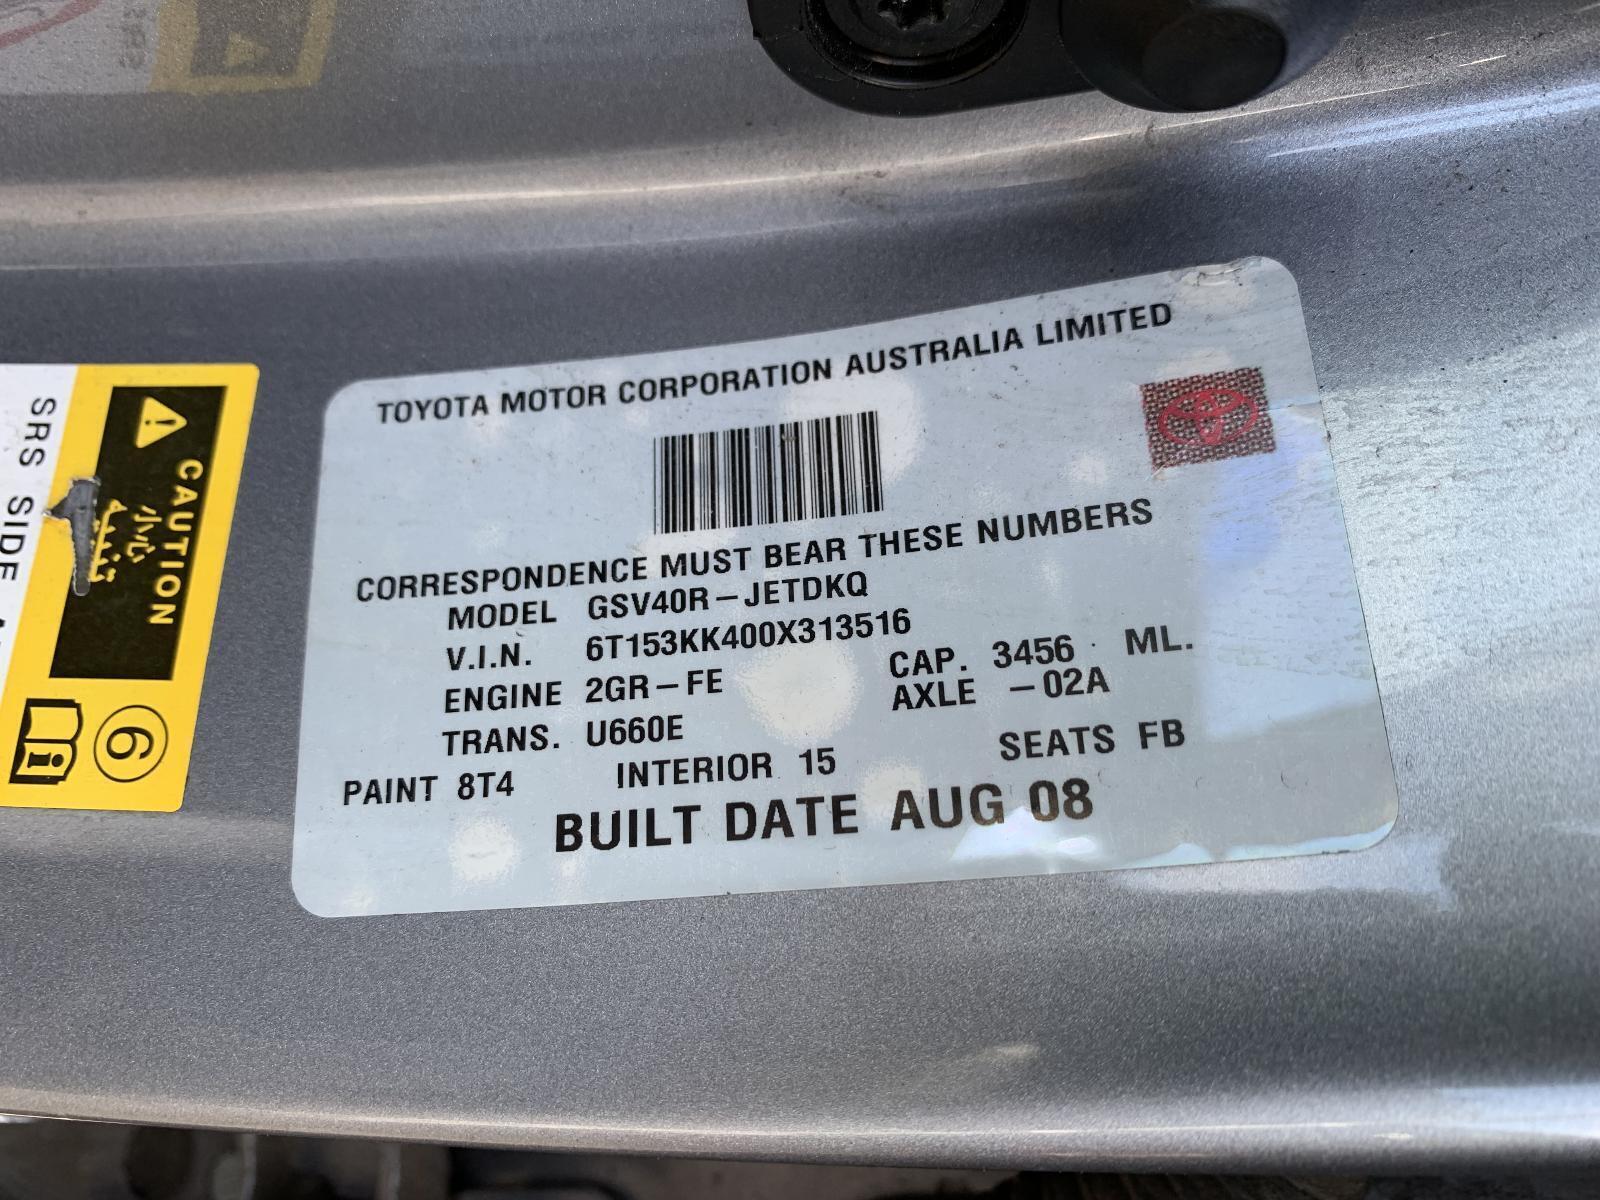 TOYOTA MOTOR CORPORATION AUSTRALIA LIMITED
CORRESPONDENCE MUST BEAR THESE NUMBERS
MODEL GSV40R-JETDKQ
V.I.N. 6T153KK400X313516
ENGINE 2GR-FE CAP. 3456 ML.
TRANS. U660E AXLE -02A
PAINT 8T4 INTERIOR 15 SEATS FB
BUILT DATE AUG 08
CAUTION
SRS SIDE
6